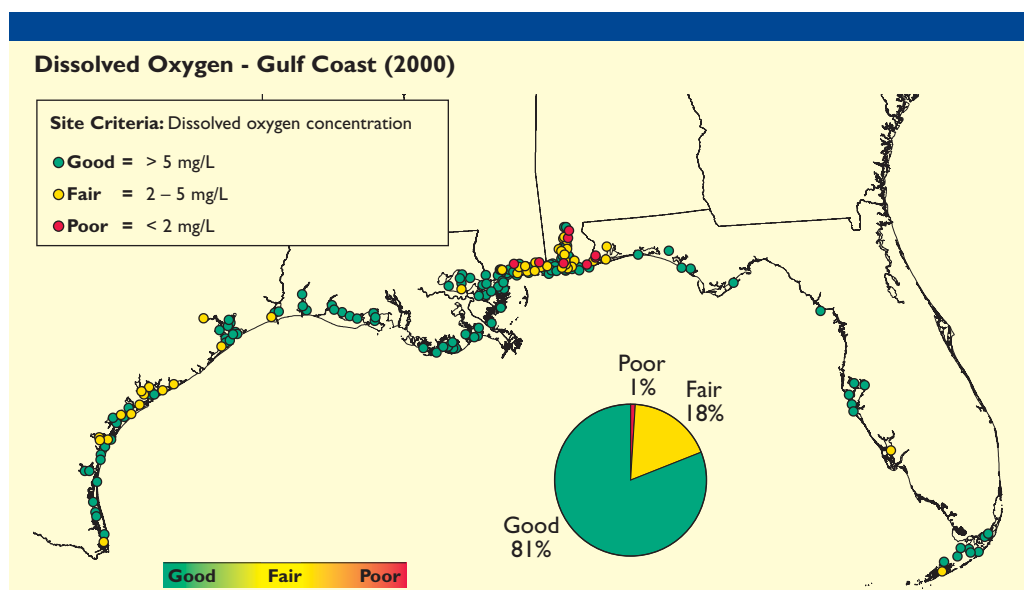 Dissolved Oxygen - Gulf Coast (2000)
Site Criteria: Dissolved oxygen concentration
Good = > 5 mg/L
Fair = 2 – 5 mg/L
Poor = < 2 mg/L
Poor
1%
Fair
18%
Good
81%
Good Fair Poor